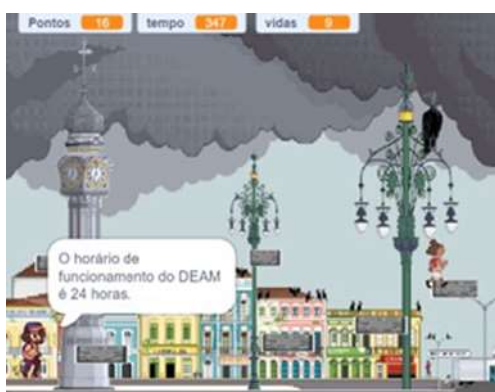 Pontos 16 tempo 347 vidas 9
O horário de
funcionamento do DEAM
é 24 horas.